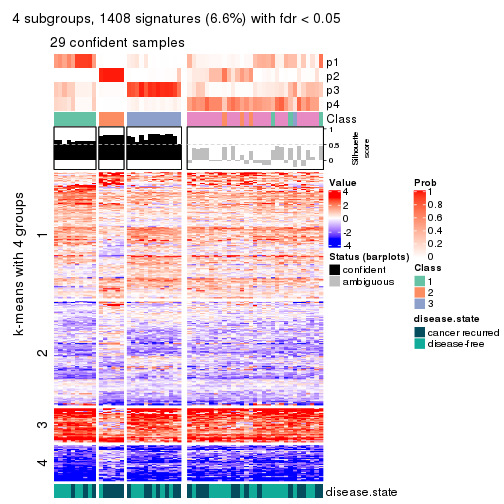 4 subgroups, 1408 signatures (6.6%) with fdr < 0.05
29 confident samples
p1
p2
p3
p4
Class
1
0.5
0
Silhouette
score
k-means with 4 groups
1
2
3
4
disease.state
Value
4
2
0
-2
-4
Status (barplots)
confident
ambiguous
Prob
1
0.8
0.6
0.4
0.2
0
Class
1
2
3
disease.state
cancer recurred
disease-free